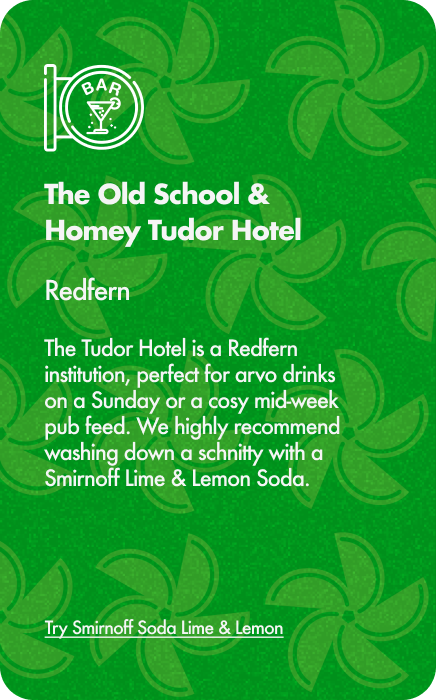 BAR
The Old School &
Homey Tudor Hotel
Redfern
The Tudor Hotel is a Redfern
institution, perfect for arvo drinks
on a Sunday or a cosy mid-week
pub feed. We highly recommend
washing down a schnitty with a
Smirnoff Lime & Lemon Soda.
Try Smirnoff Soda Lime & Lemon